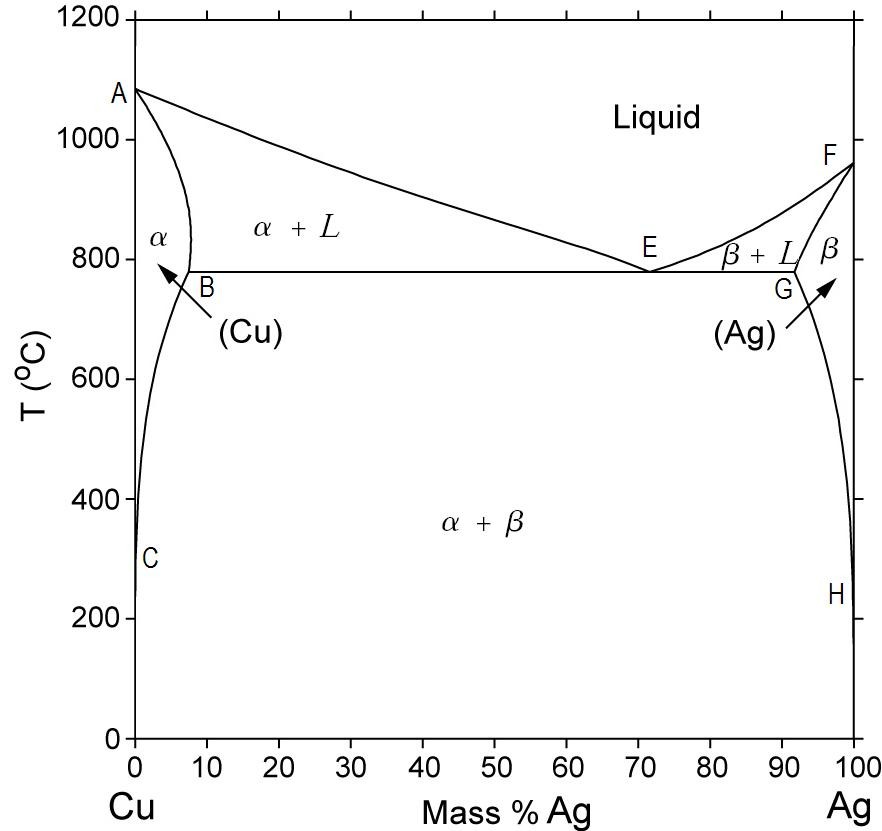 1200
A
Liquid
1000
F
α
α + L
E
β + L
β
800
B
G
(Cu)
(Ag)
T (°C)
600
400
α + β
C
H
200
0
0 10 20 30 40 50 60 70 80 90 100
Cu
Mass % Ag
Ag